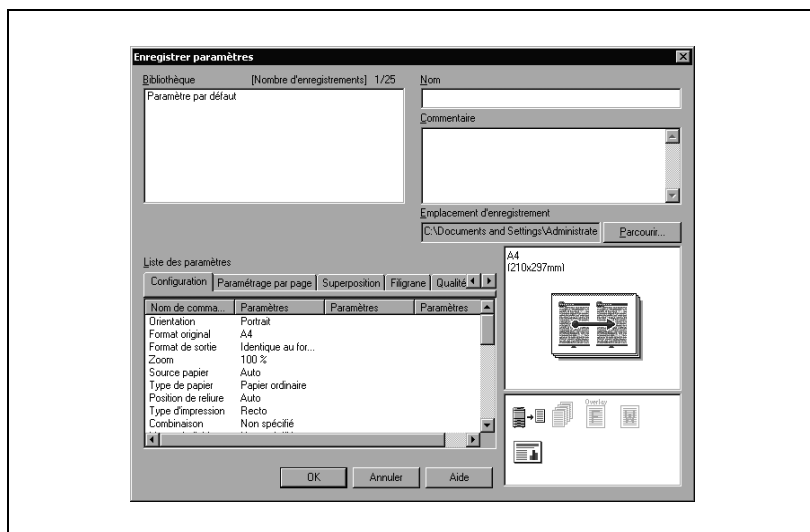 Enregistrer paramètres
Bibliothèque [Nombre d'enregistrements] 1/25
Paramètre par défaut
Nom
Commentaire
Emplacement d'enregistrement
C:\Documents and Settings\Administrate Parcourir...
Liste des paramètres
Configuration Paramétrage par page Superposition Filigrane Qualité
Nom de comma... Paramètres Paramètres Paramètres
Orientation Portrait
Format original A4
Format de sortie Identique au for...
Zoom 100 %
Source papier Auto
Type de papier Papier ordinaire
Position de reliure Auto
Type d'impression Recto
Combinaison Non spécifié
A4
(210x297mm)
Overlay
OK Annuler Aide